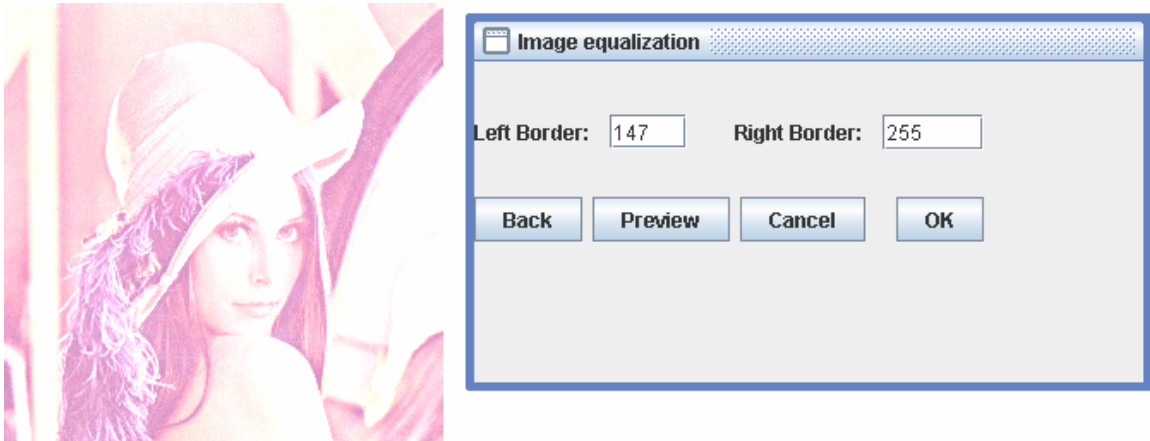 Image equalization
Left Border: 147 Right Border: 255
Back Preview Cancel OK